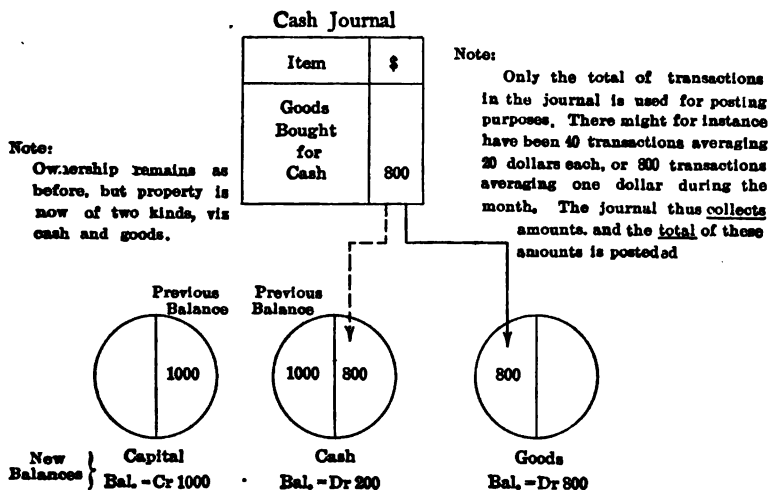 Cash Journal
Item $
Goods
Bought
for
Cash 800
Note:
Ownership remains as
before, but property is
now of two kinds, viz
cash and goods.
Note:
Only the total of transactions
in the journal is used for posting
purposes. There might for instance
have been 40 transactions averaging
20 dollars each, or 800 transactions
averaging one dollar during the
month. The journal thus collects
amounts. and the total of these
amounts is postedad
Previous
Balance
1000
Previous
Balance
1000 800
800
New
Balances
Capital
Bal. = Cr 1000
Cash
Bal. = Dr 200
Goods
Bal. = Dr 800